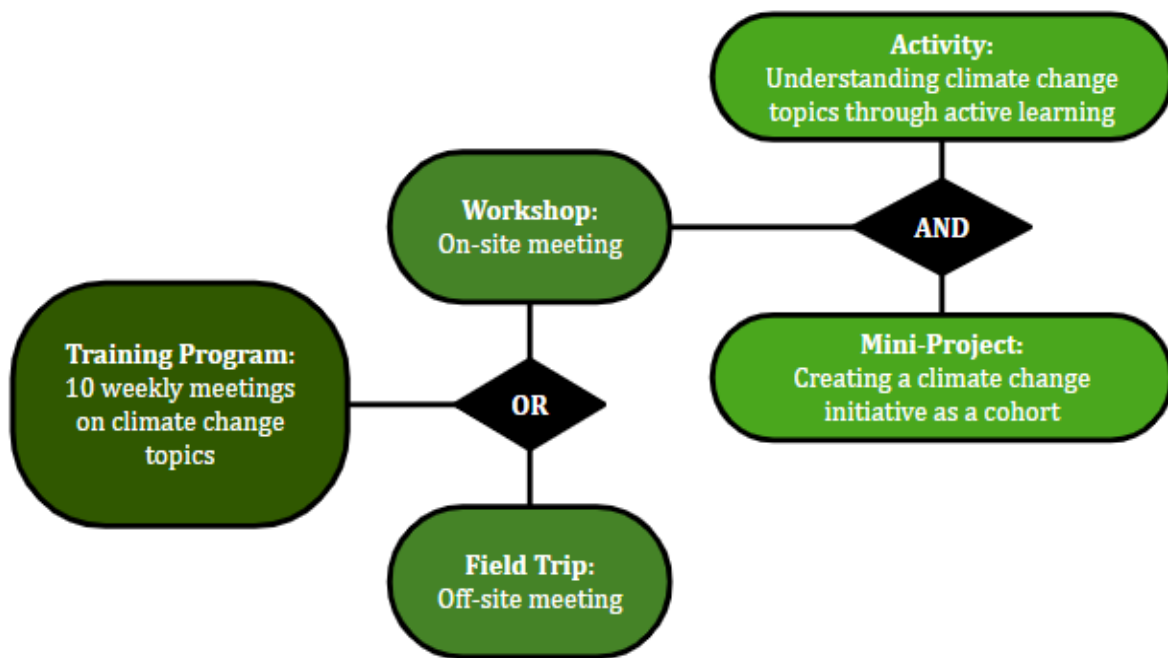 Activity:
Understanding climate change
topics through active learning
Workshop:
On-site meeting
AND
Training Program:
10 weekly meetings
on climate change
topics
OR
Mini-Project:
Creating a climate change
initiative as a cohort
Field Trip:
Off-site meeting